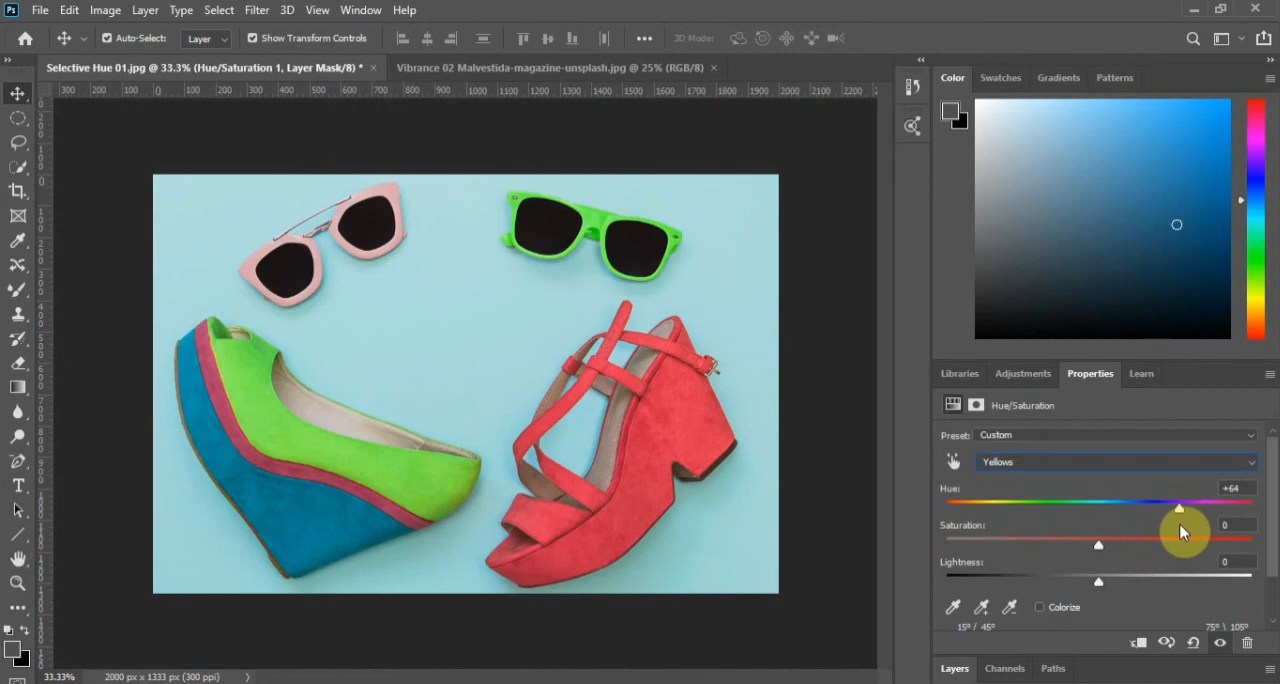 Ps File Edit Image Layer Type Select Filter 3D View Window Help
Auto-Select: Layer Show Transform Controls 3D Mode:
Selective Hue 01.jpg @ 33.3% (Hue/Saturation 1, Layer Mask/8) * × Vibrance 02 Malvestida-magazine-unsplash.jpg @ 25% (RGB/8) ×
Color Swatches Gradients Patterns
300 200 100 0 100 200 300 400 500 600 700 800 900 1000 1100 1200 1300 1400 1500 1600 1700 1800 1900 2000 2100 2200
Libraries Adjustments Properties Learn
Hue/Saturation
Preset: Custom
Yellows
Hue: +64
Saturation: 0
Lightness: 0
Colorize
15º / 45º 75º \ 105º
Layers Channels Paths
33.33% 2000 px x 1333 px (300 ppi)